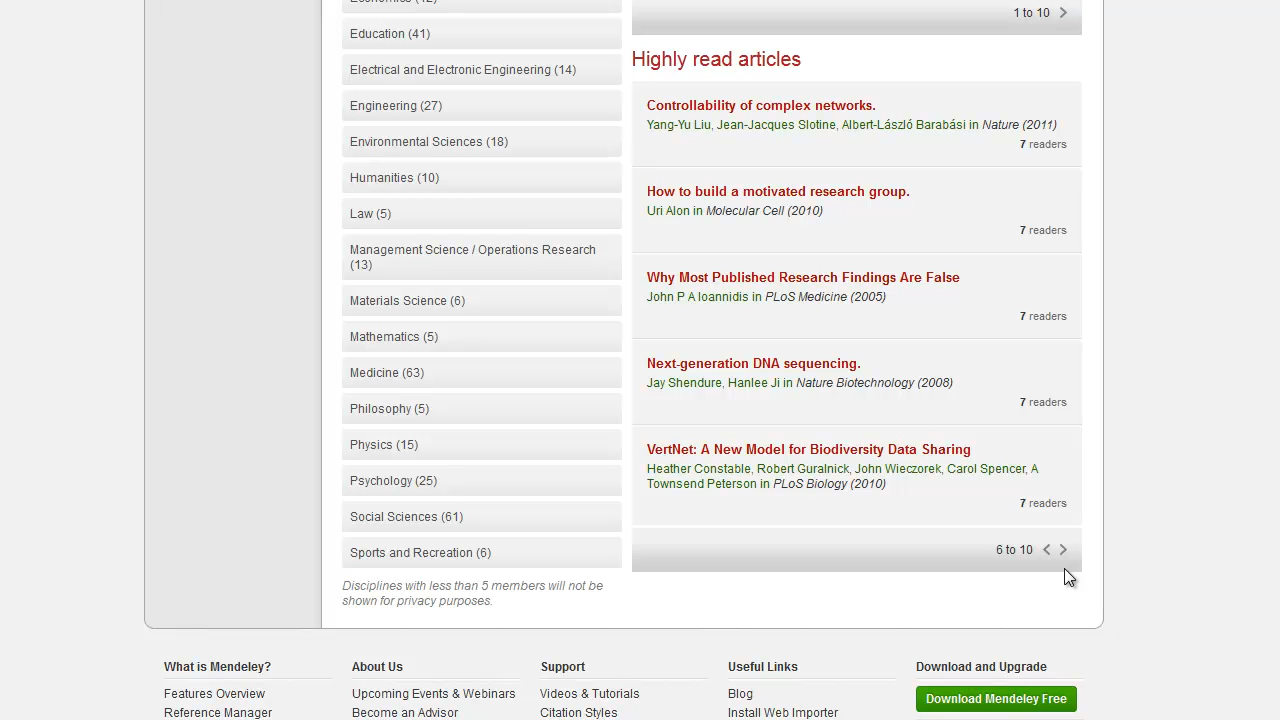 Education (41)
Electrical and Electronic Engineering (14)
Engineering (27)
Environmental Sciences (18)
Humanities (10)
Law (5)
Management Science / Operations Research
(13)
Materials Science (6)
Mathematics (5)
Medicine (63)
Philosophy (5)
Physics (15)
Psychology (25)
Social Sciences (61)
Sports and Recreation (6)
Disciplines with less than 5 members will not be
shown for privacy purposes.
1 to 10
Highly read articles
Controllability of complex networks.
Yang-Yu Liu, Jean-Jacques Slotine, Albert-László Barabási in Nature (2011)
7 readers
How to build a motivated research group.
Uri Alon in Molecular Cell (2010)
7 readers
Why Most Published Research Findings Are False
John P A Ioannidis in PLoS Medicine (2005)
7 readers
Next-generation DNA sequencing.
Jay Shendure, Hanlee Ji in Nature Biotechnology (2008)
7 readers
VertNet: A New Model for Biodiversity Data Sharing
Heather Constable, Robert Guralnick, John Wieczorek, Carol Spencer, A
Townsend Peterson in PLoS Biology (2010)
7 readers
6 to 10
What is Mendeley?
Features Overview
Reference Manager
About Us
Upcoming Events & Webinars
Become an Advisor
Support
Videos & Tutorials
Citation Styles
Useful Links
Blog
Install Web Importer
Download and Upgrade
Download Mendeley Free